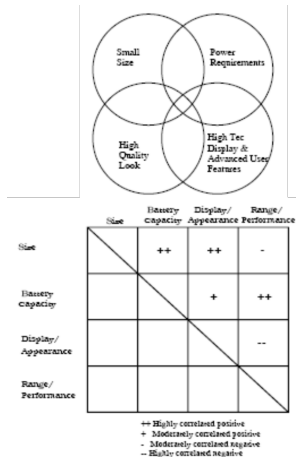 Small
Size
Power
Requirements
High
Quality
Look
High Tec
Display &
Advanced User
Features
Size
Battery
Capacity
Display/
Appearance
Range/
Performance
Size
++
++
-
Battery
Capacity
+
++
Display/
Appearance
--
Range/
Performance
++ Highly correlated positive
+ Moderately correlated positive
- Moderately correlated negative
-- Highly correlated negative